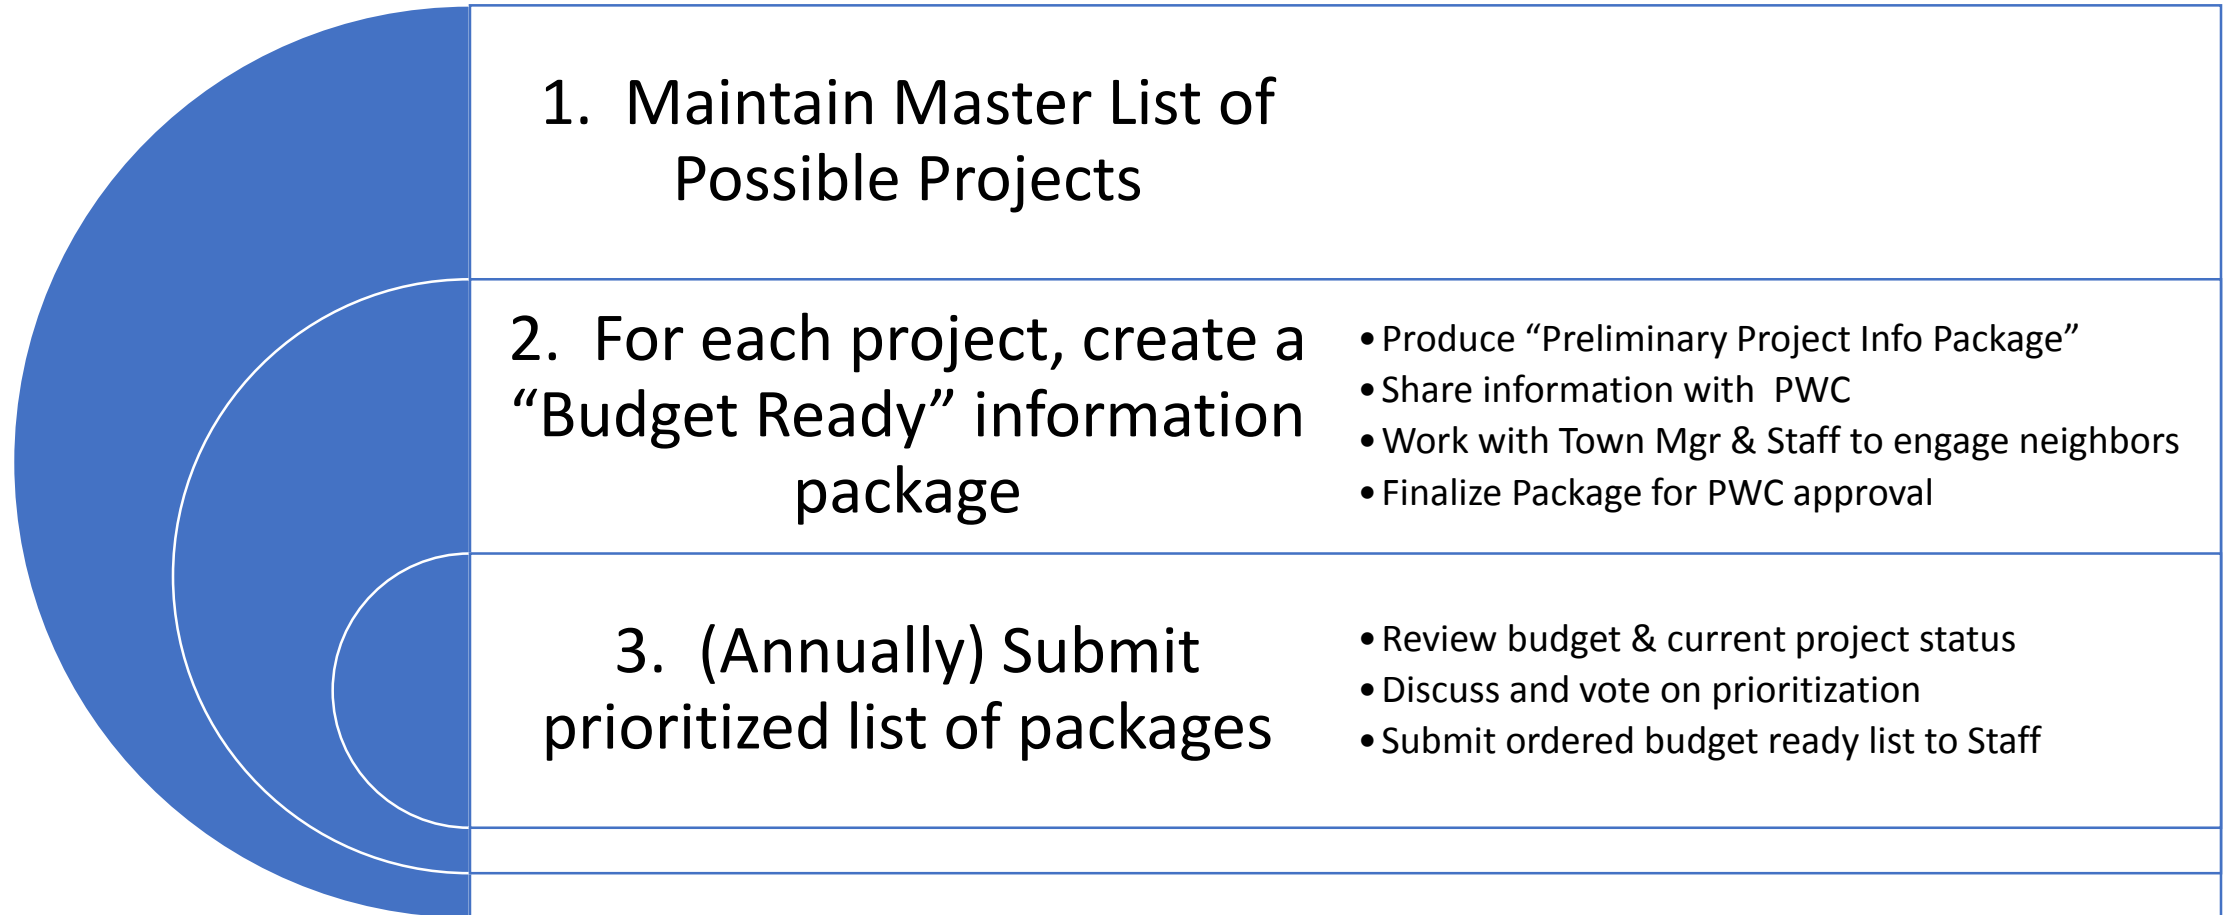 1. Maintain Master List of
Possible Projects
2. For each project, create a
“Budget Ready” information
package
•Produce “Preliminary Project Info Package”
•Share information with PWC
•Work with Town Mgr & Staff to engage neighbors
•Finalize Package for PWC approval
3. (Annually) Submit
prioritized list of packages
•Review budget & current project status
•Discuss and vote on prioritization
•Submit ordered budget ready list to Staff